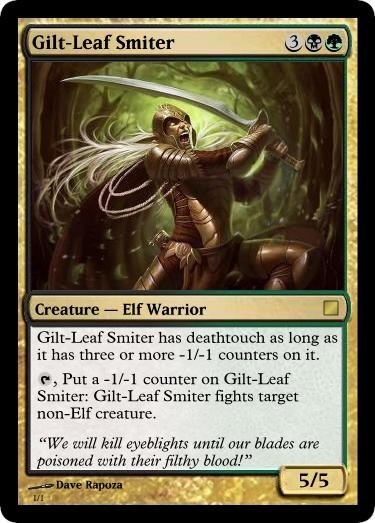 Gilt-Leaf Smiter 3
Creature — Elf Warrior
Gilt-Leaf Smiter has deathtouch as long as
it has three or more -1/-1 counters on it.
, Put a -1/-1 counter on Gilt-Leaf
Smiter: Gilt-Leaf Smiter fights target
non-Elf creature.
“We will kill eyeblights until our blades are
poisoned with their filthy blood!”
5/5
Dave Rapoza
1/1